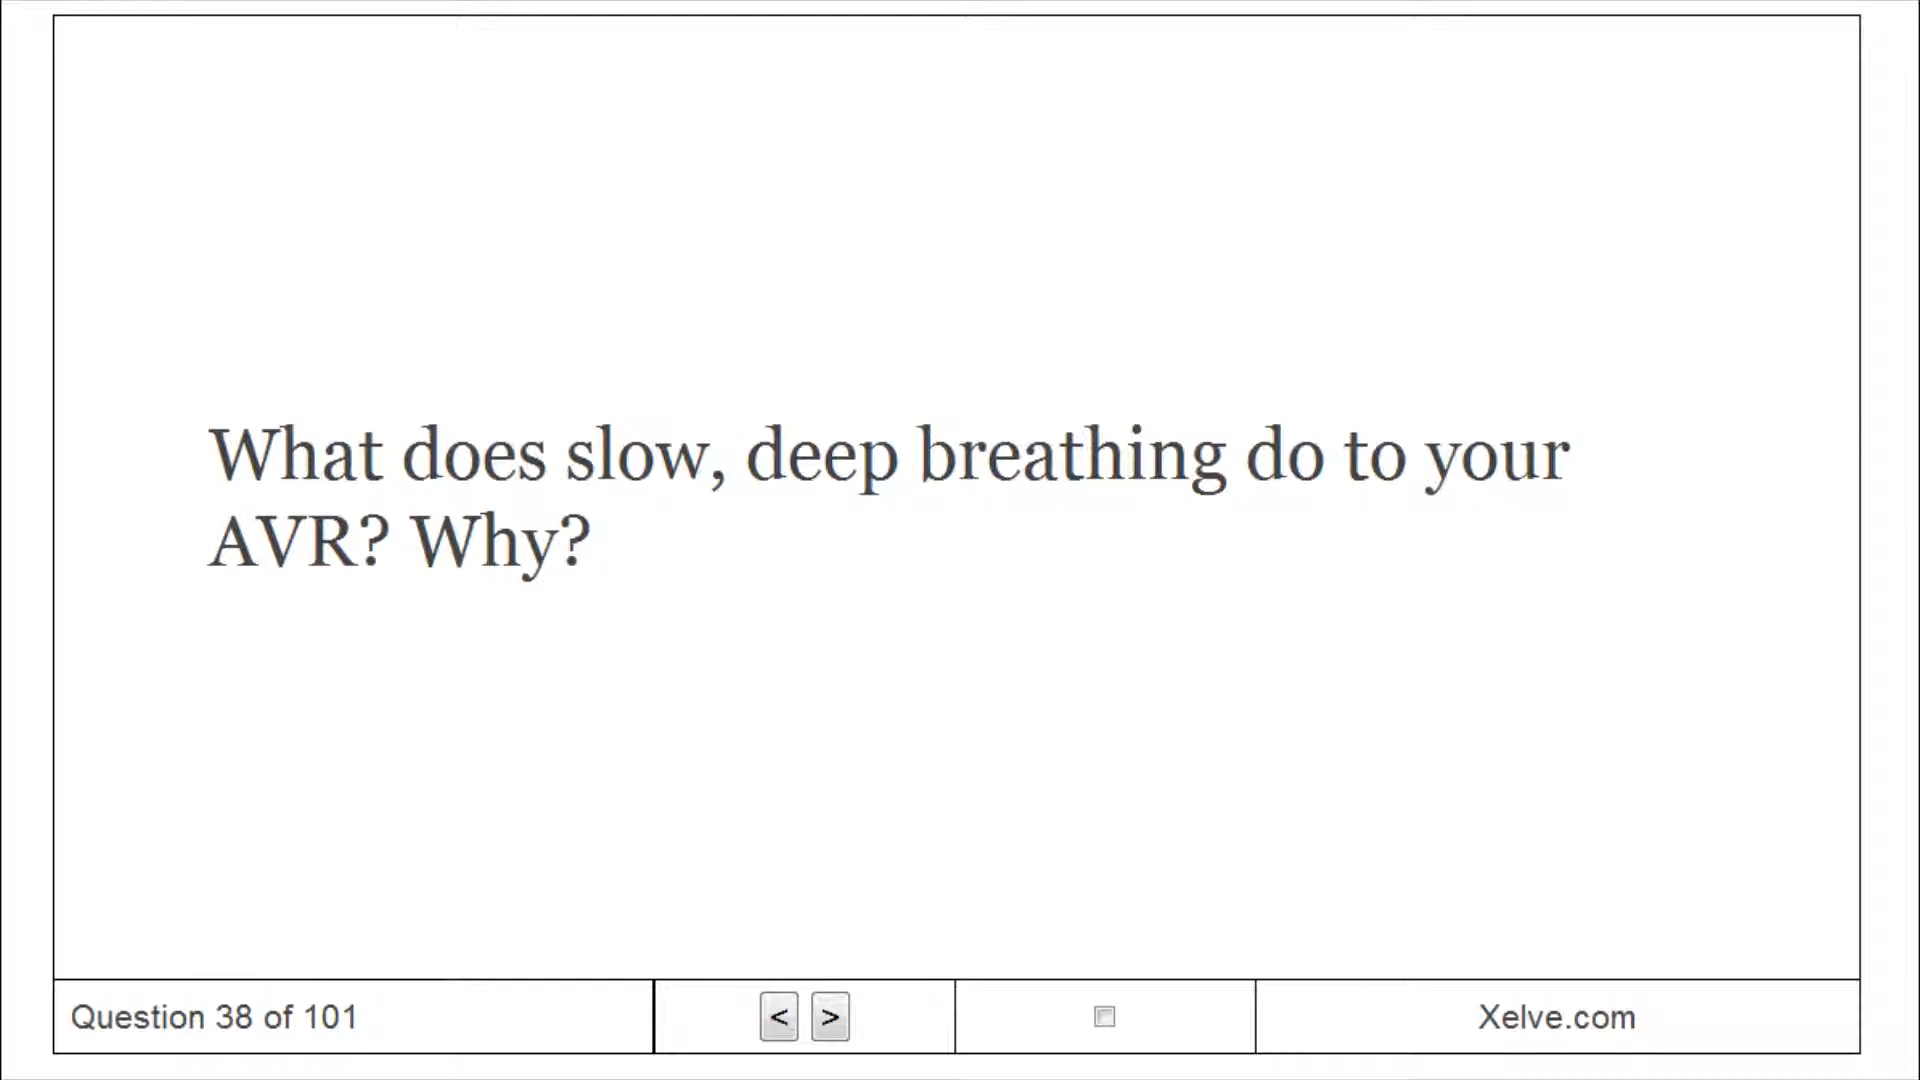 What does slow, deep breathing do to your
AVR? Why?
Question 38 of 101
<
>
Xelve.com